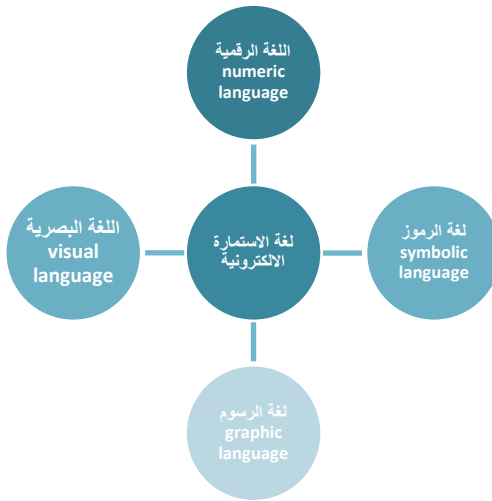 اللغة الرقمية
numeric
language
اللغة البصرية
visual
language
لغة الاستمارة
الالكترونية
لغة الرموز
symbolic
language
لغة الرسوم
graphic
language